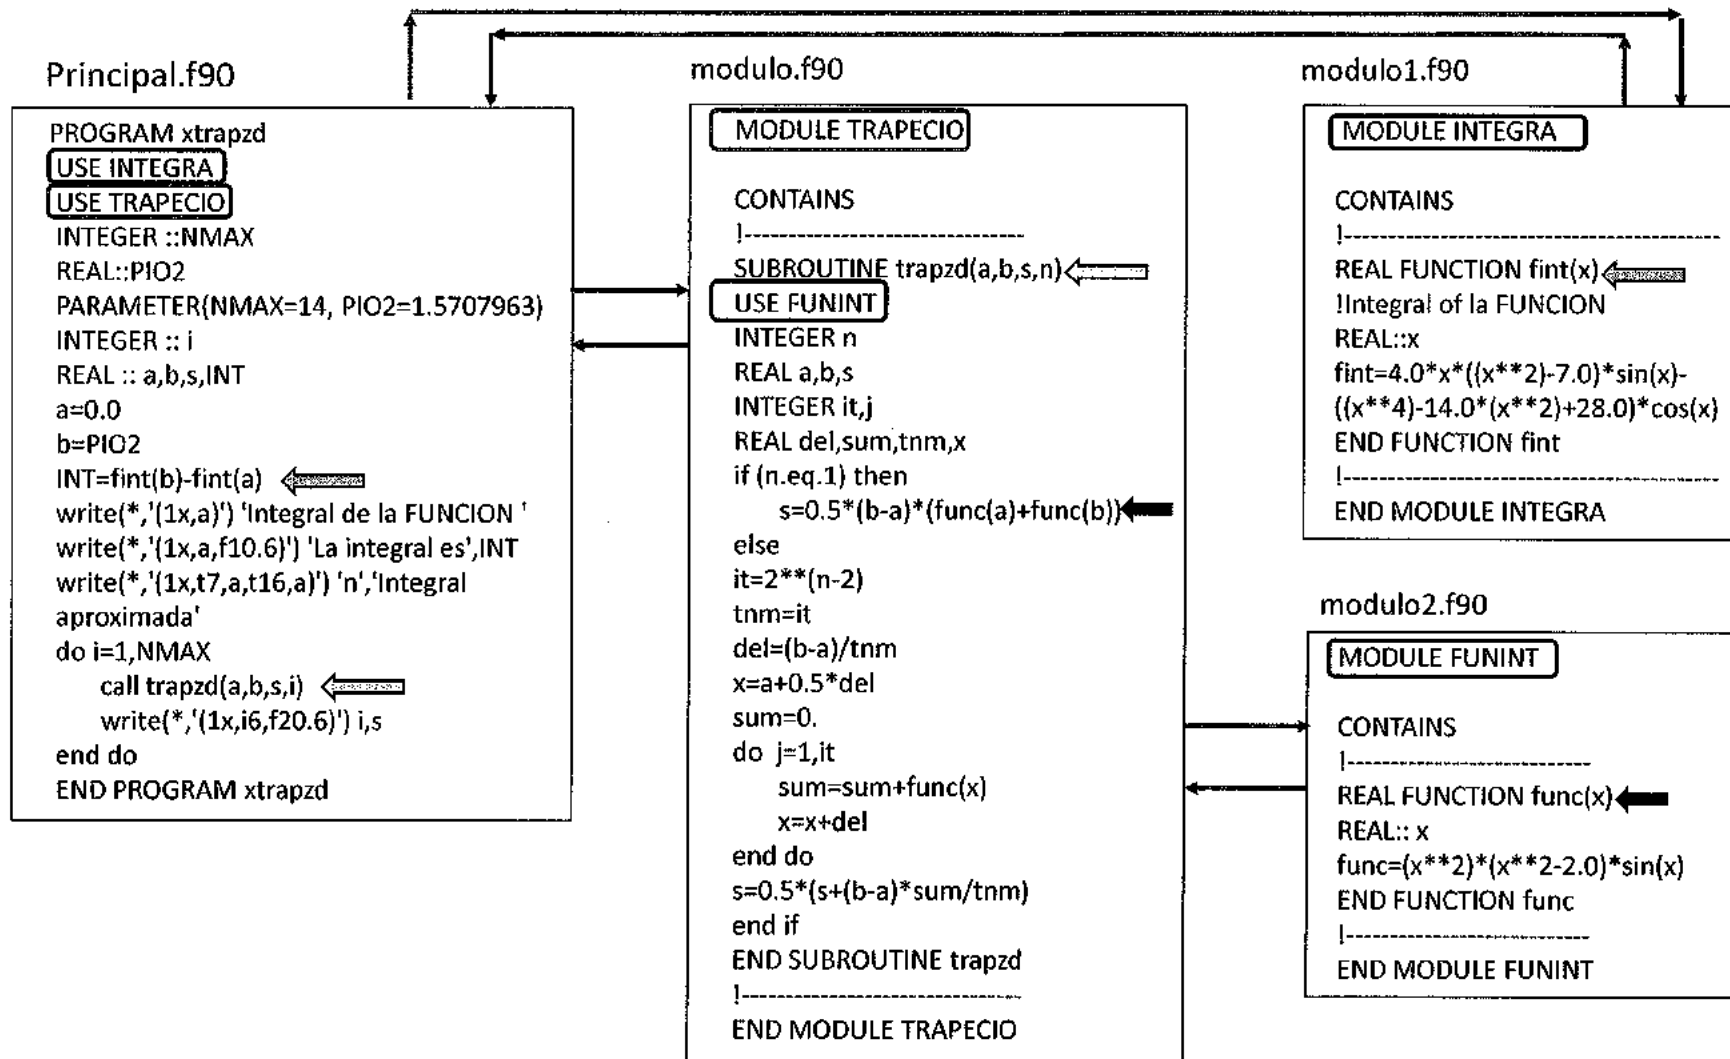 Principal.f90
PROGRAM xtrapzd
USE INTEGRA
USE TRAPECIO
INTEGER ::NMAX
REAL::PIO2
PARAMETER(NMAX=14, PIO2=1.5707963)
INTEGER :: i
REAL :: a,b,s,INT
a=0.0
b=PIO2
INT=fint(b)-fint(a)
write(*,'(1x,a)') 'Integral de la FUNCION '
write(*,'(1x,a,f10.6)') 'La integral es',INT
write(*,'(1x,t7,a,t16,a)') 'n','Integral
aproximada'
do i=1,NMAX
call trapzd(a,b,s,i)
write(*,'(1x,i6,f20.6)') i,s
end do
END PROGRAM xtrapzd
modulo.f90
MODULE TRAPECIO
CONTAINS
!--------------------------------
SUBROUTINE trapzd(a,b,s,n)
USE FUNINT
INTEGER n
REAL a,b,s
INTEGER it,j
REAL del,sum,tnm,x
if (n.eq.1) then
s=0.5*(b-a)*(func(a)+func(b))
else
it=2**(n-2)
tnm=it
del=(b-a)/tnm
x=a+0.5*del
sum=0.
do j=1,it
sum=sum+func(x)
x=x+del
end do
s=0.5*(s+(b-a)*sum/tnm)
end if
END SUBROUTINE trapzd
!--------------------------------
END MODULE TRAPECIO
modulo1.f90
MODULE INTEGRA
CONTAINS
!-------------------------------------------
REAL FUNCTION fint(x)
!Integral of la FUNCION
REAL::x
fint=4.0*x*((x**2)-7.0)*sin(x)-
((x**4)-14.0*(x**2)+28.0)*cos(x)
END FUNCTION fint
!-------------------------------------------
END MODULE INTEGRA
modulo2.f90
MODULE FUNINT
CONTAINS
!----------------------------
REAL FUNCTION func(x)
REAL:: x
func=(x**2)*(x**2-2.0)*sin(x)
END FUNCTION func
!----------------------------
END MODULE FUNINT